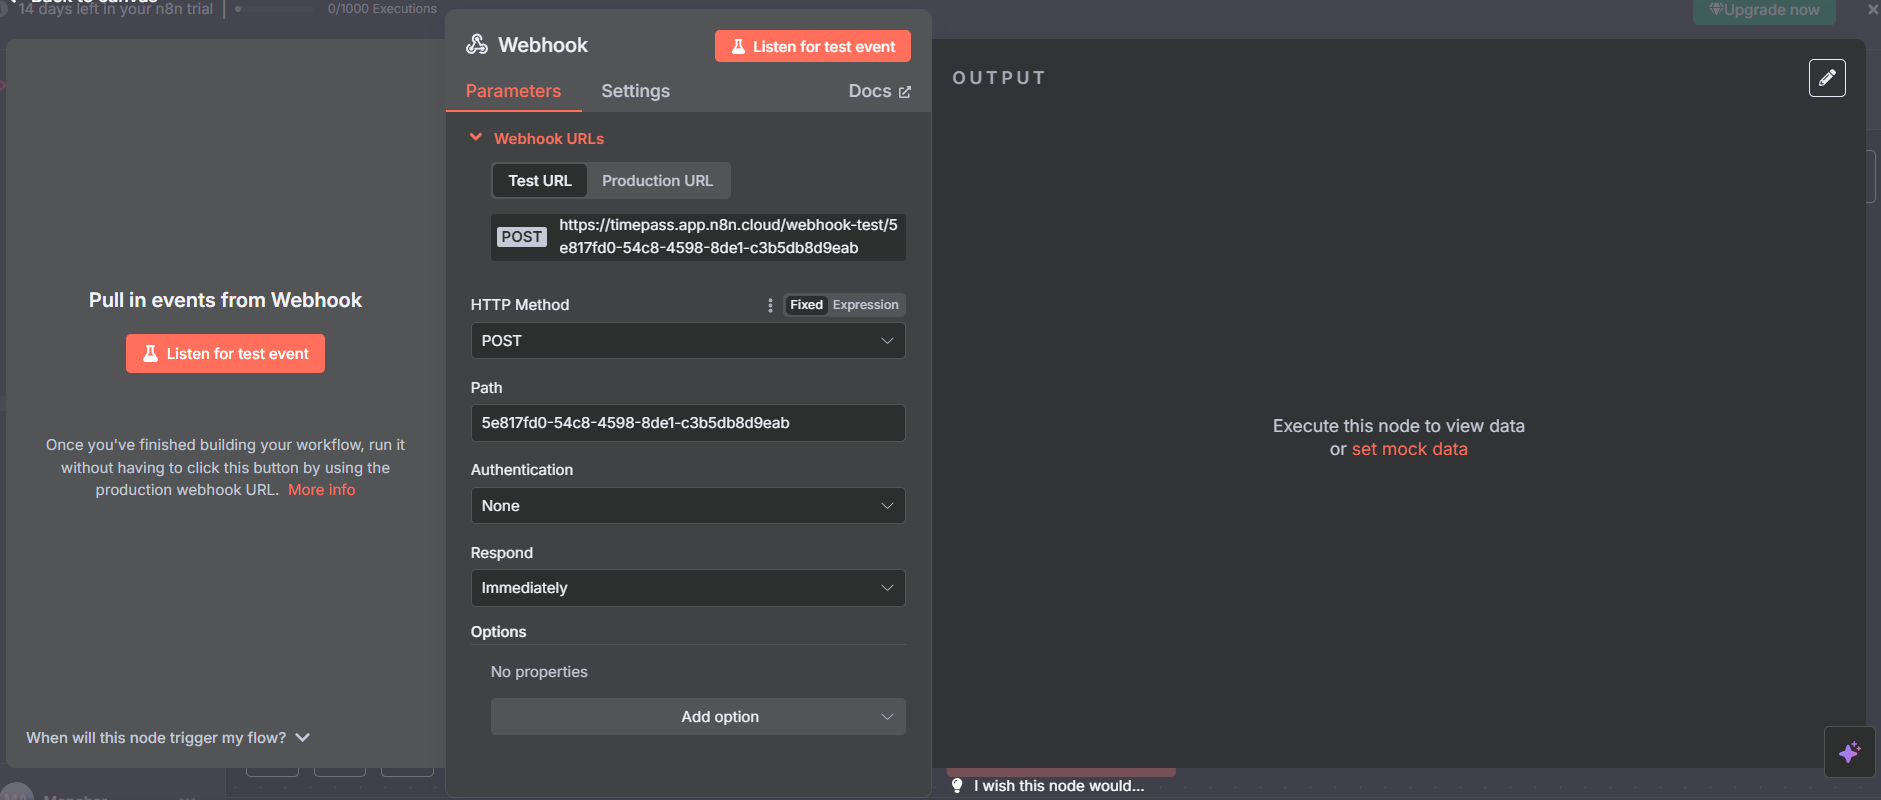 Back to canvas
14 days left in your n8n trial
0/1000 Executions
Upgrade now
Webhook
Listen for test event
Parameters
Settings
Docs
OUTPUT
Webhook URLs
Test URL
Production URL
POST
https://timepass.app.n8n.cloud/webhook-test/5
e817fd0-54c8-4598-8de1-c3b5db8d9eab
Pull in events from Webhook
Listen for test event
Once you've finished building your workflow, run it
without having to click this button by using the
production webhook URL. More info
When will this node trigger my flow?
HTTP Method
Fixed
Expression
POST
Path
5e817fd0-54c8-4598-8de1-c3b5db8d9eab
Authentication
None
Respond
Immediately
Options
No properties
Add option
Execute this node to view data
or set mock data
I wish this node would...